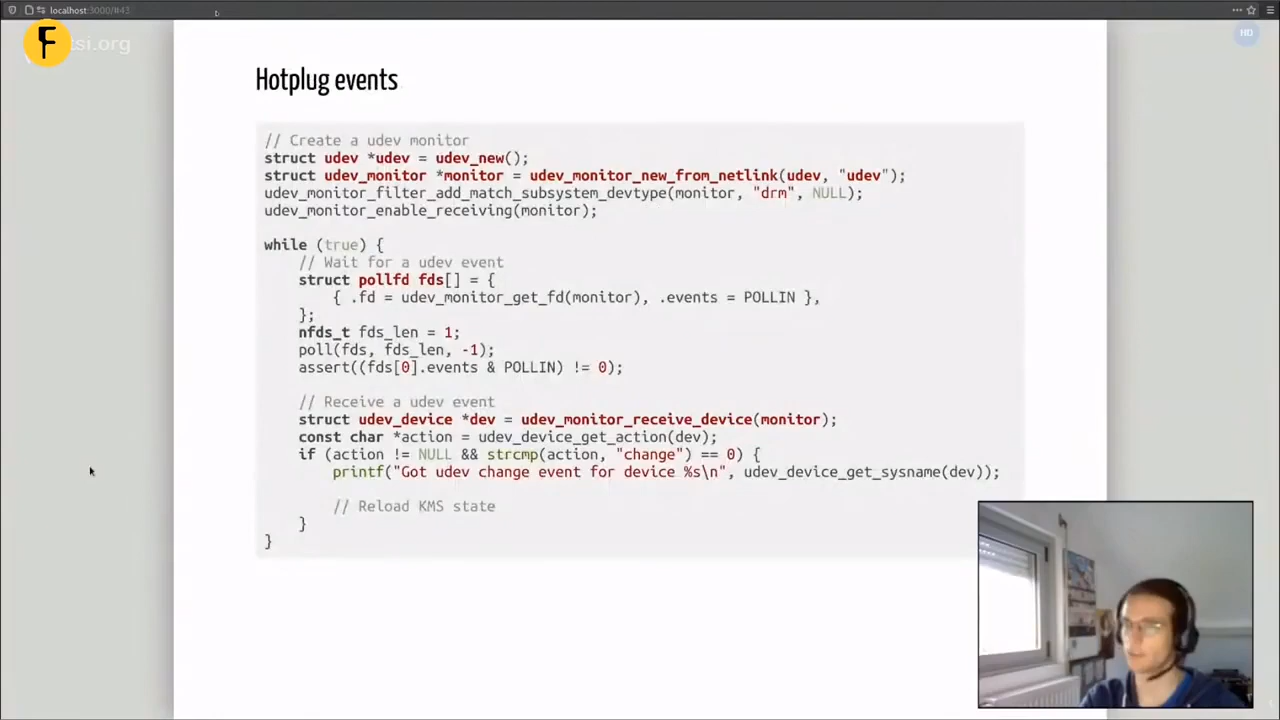 localhost:3000/#43
F
tsi.org
HD
Hotplug events
// Create a udev monitor
struct udev *udev = udev_new();
struct udev_monitor *monitor = udev_monitor_new_from_netlink(udev, "udev");
udev_monitor_filter_add_match_subsystem_devtype(monitor, "drm", NULL);
udev_monitor_enable_receiving(monitor);
while (true) {
// Wait for a udev event
struct pollfd fds[] = {
{ .fd = udev_monitor_get_fd(monitor), .events = POLLIN },
};
nfds_t fds_len = 1;
poll(fds, fds_len, -1);
assert((fds[0].events & POLLIN) != 0);
// Receive a udev event
struct udev_device *dev = udev_monitor_receive_device(monitor);
const char *action = udev_device_get_action(dev);
if (action != NULL && strcmp(action, "change") == 0) {
printf("Got udev change event for device %s\n", udev_device_get_sysname(dev));
// Reload KMS state
}
}